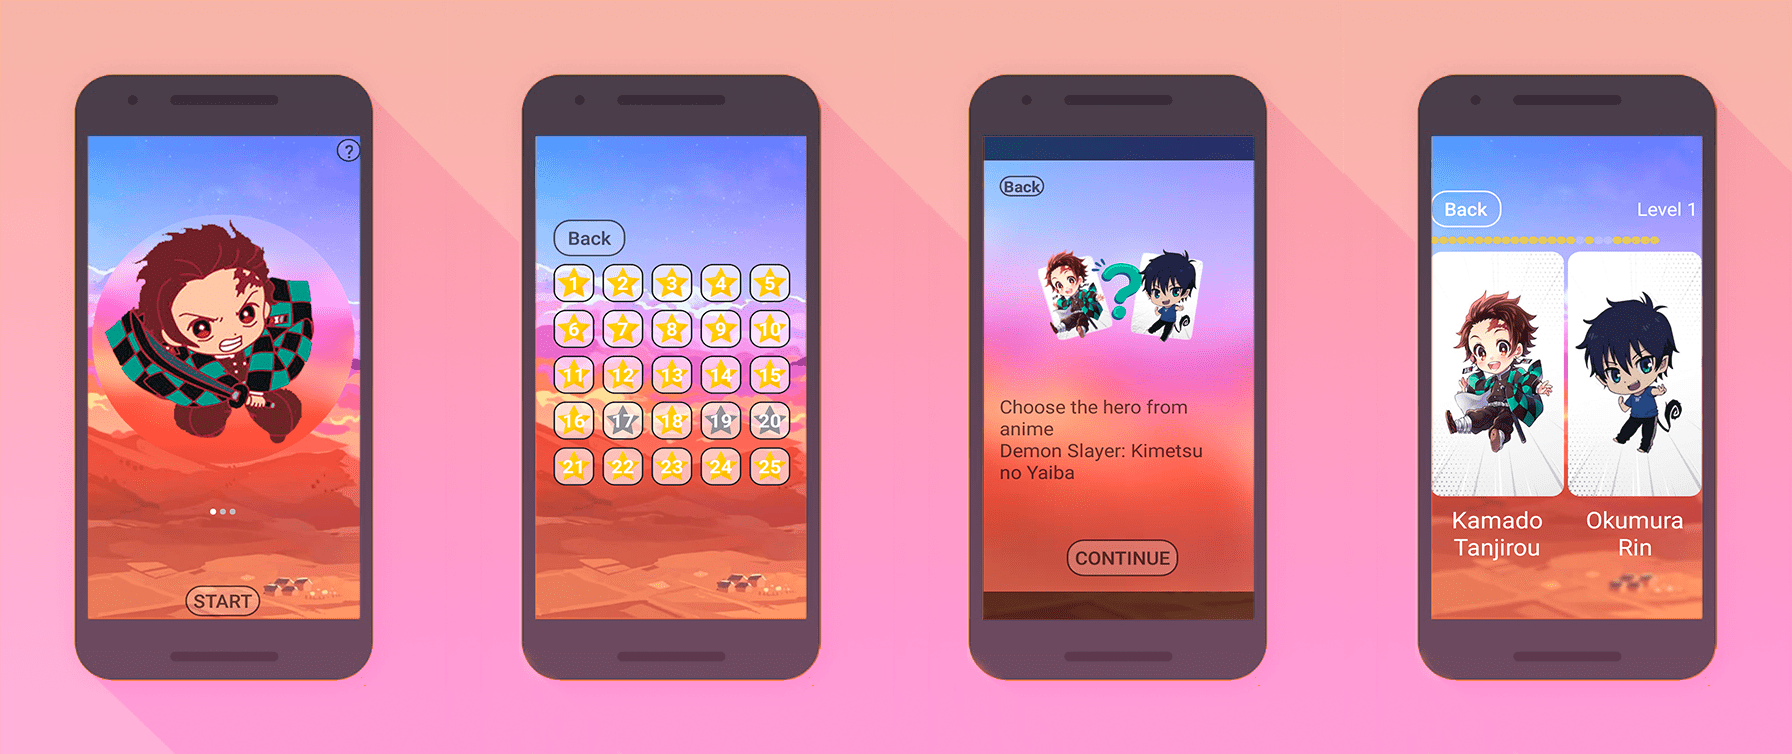 ?
START
Back
1 2 3 4 5
6 7 8 9 10
11 12 13 14 15
16 17 18 19 20
21 22 23 24 25
Back
?
Choose the hero from
anime
Demon Slayer: Kimetsu
no Yaiba
CONTINUE
Back
Level 1
Kamado
Tanjirou
Okumura
Rin